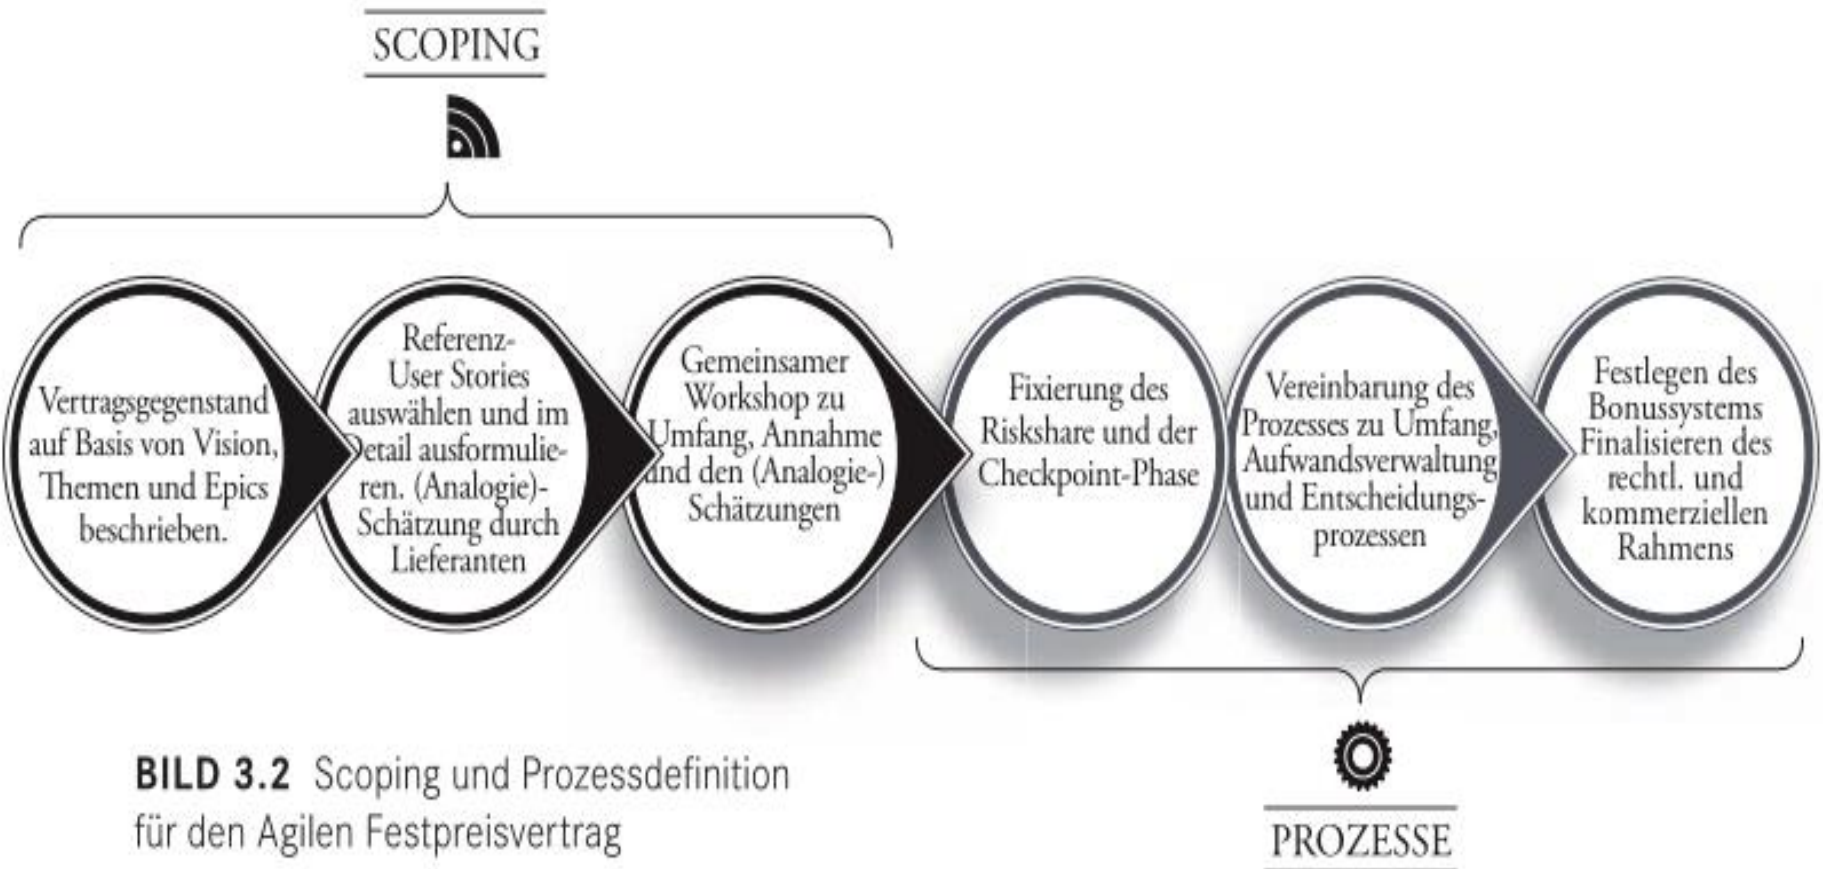 SCOPING
Vertragsgegenstand
auf Basis von Vision,
Themen und Epics
beschrieben.
Referenz-
User Stories
auswählen und im
Detail ausformulie-
ren. (Analogie)-
Schätzung durch
Lieferanten
Gemeinsamer
Workshop zu
Umfang, Annahme
und den (Analogie-)
Schätzungen
Fixierung des
Riskshare und der
Checkpoint-Phase
Vereinbarung des
Prozesses zu Umfang,
Aufwandsverwaltung
und Entscheidungs-
prozessen
Festlegen des
Bonussystems
Finalisieren des
rechtl. und
kommerziellen
Rahmens
PROZESSE
BILD 3.2 Scoping und Prozessdefinition
für den Agilen Festpreisvertrag